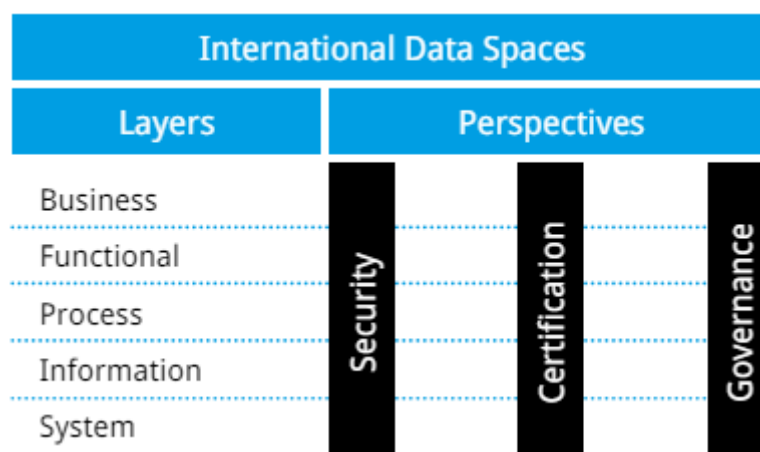 International Data Spaces
Layers
Perspectives
Business
Functional
Process
Information
System
Security
Certification
Governance